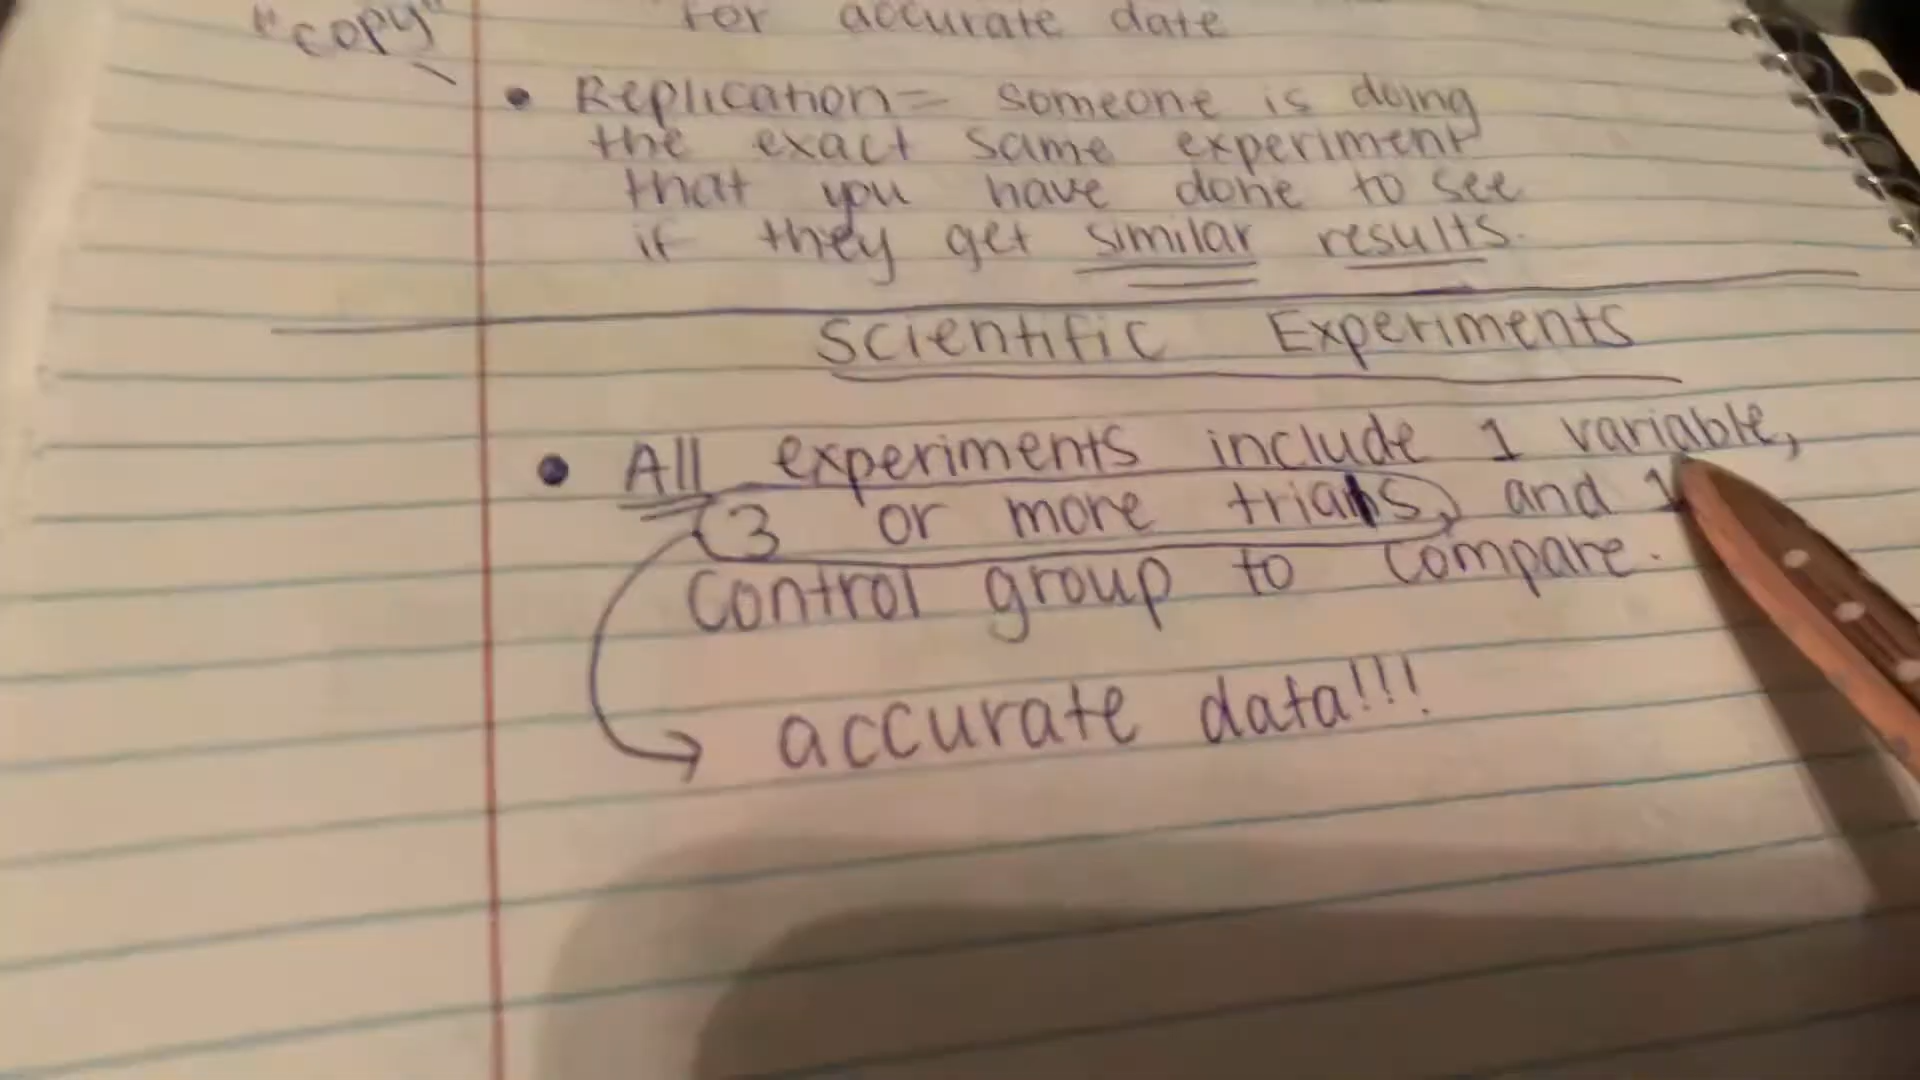 "copy" for accurate date
• Replication = someone is doing
the exact same experiment
that you have done to see
if they get similar results.
Scientific Experiments
• All experiments include 1 variable,
3 or more trials, and 1
control group to compare.
accurate data!!!